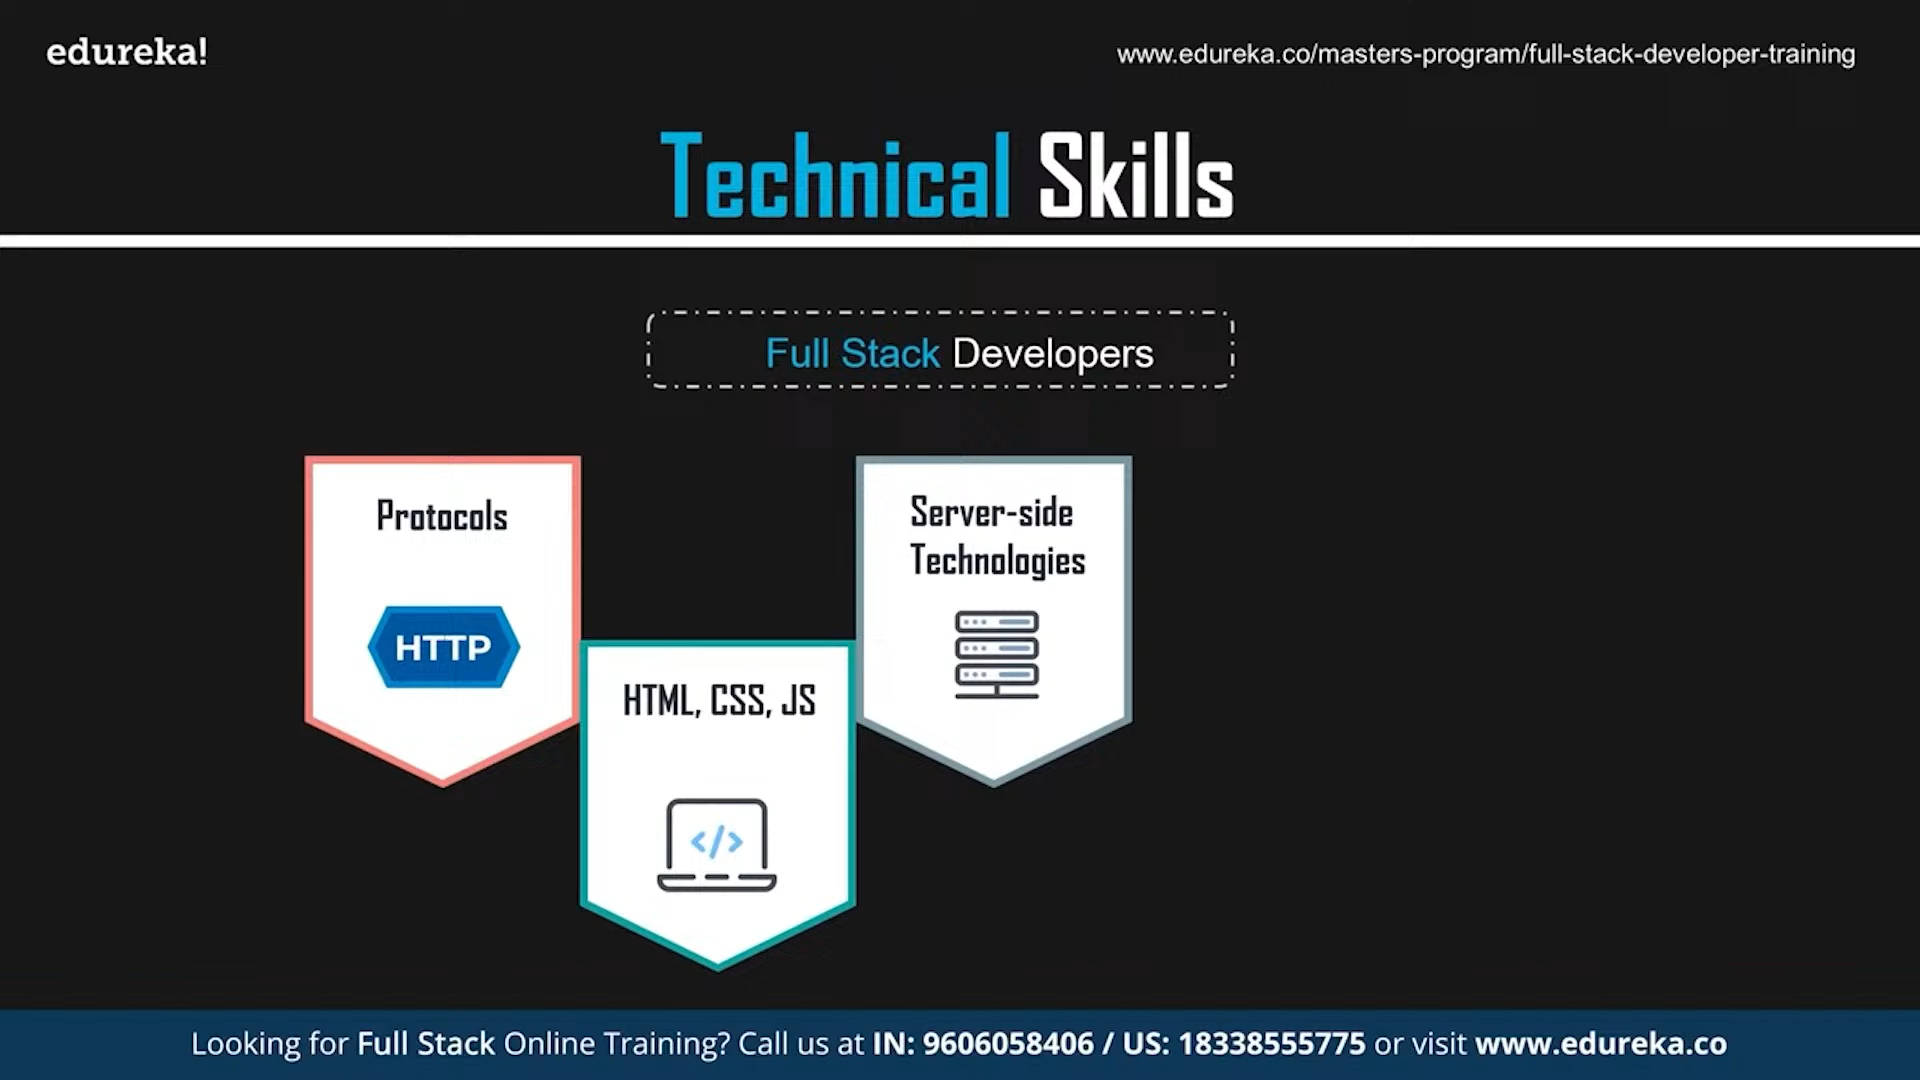 edureka!
www.edureka.co/masters-program/full-stack-developer-training
Technical Skills
Full Stack Developers
Protocols
HTTP
HTML, CSS, JS
</>
Server-side
Technologies
Looking for Full Stack Online Training? Call us at IN: 9606058406 / US: 18338555775 or visit www.edureka.co